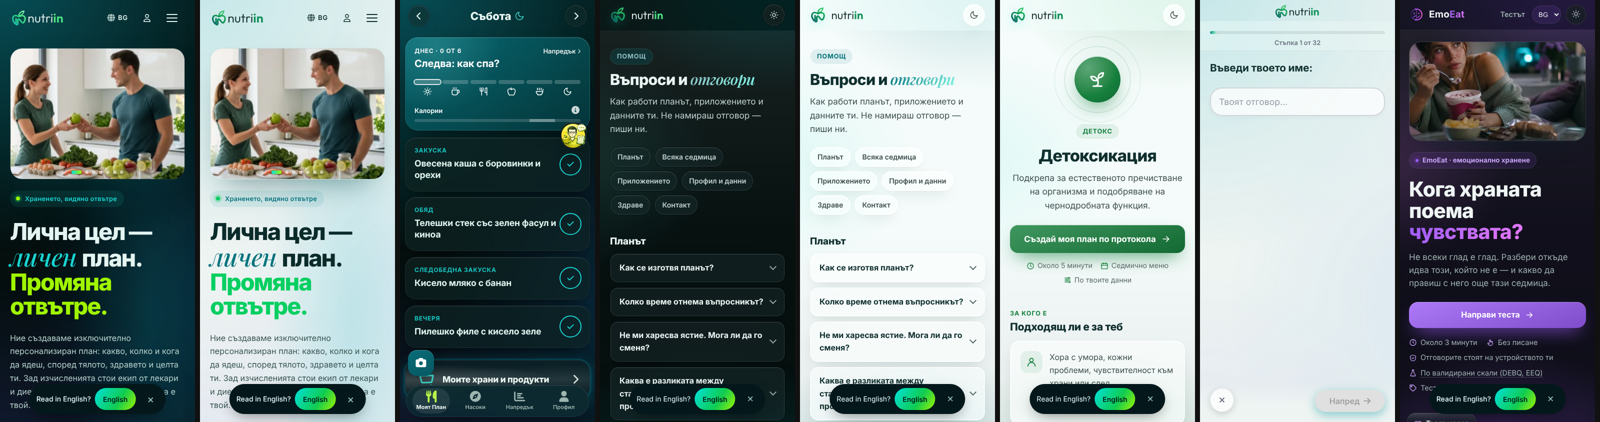 nutriin
BG
Храненето, видяно отвътре
Лична цел —
личен план.
Промяна
отвътре.
Ние създаваме изключително
персонализиран план: какво, колко и кога
да ядеш, според тялото, здравето и целта
ти. Зад изчисленията стои екип от лекари
и дие
твой.
Read in English?
English
×
nutriin
BG
Храненето, видяно отвътре
Лична цел —
личен план.
Промяна
отвътре.
Ние създаваме изключително
персонализиран план: какво, колко и кога
да ядеш, според тялото, здравето и целта
ти. Зад изчисленията стои екип от лекари
и дие
е
твой.
Read in English?
English
×
Събота
ДНЕС · 0 ОТ 6
Напредък ›
Следва: как спа?
Калории
ЗАКУСКА
Овесена каша с боровинки и
орехи
ОБЯД
Телешки стек със зелен фасул и
киноа
СЛЕДОБЕДНА ЗАКУСКА
Кисело мляко с банан
ВЕЧЕРЯ
Пилешко филе с кисело зеле
Моите храни и продукти
Моят План
Насоки
Напредък
Профил
nutriin
ПОМОЩ
Въпроси и отговори
Как работи планът, приложението и
данните ти. Не намираш отговор —
пиши ни.
Планът
Всяка седмица
Приложението
Профил и данни
Здраве
Контакт
Планът
Как се изготвя планът?
Колко време отнема въпросникът?
Не ми харесва ястие. Мога ли да го
сменя?
Каква е разликата между
Read in English?
English
×
nutriin
ПОМОЩ
Въпроси и отговори
Как работи планът, приложението и
данните ти. Не намираш отговор —
пиши ни.
Планът
Всяка седмица
Приложението
Профил и данни
Здраве
Контакт
Планът
Как се изготвя планът?
Колко време отнема въпросникът?
Не ми харесва ястие. Мога ли да го
сменя?
Каква е разликата между
Read in English?
English
×
nutriin
ДЕТОКС
Детоксикация
Подкрепа за естественото пречистване
на организма и подобряване на
чернодробната функция.
Създай моя план по протокола →
Около 5 минути
Седмично меню
По твоите данни
ЗА КОГО Е
Подходящ ли е за теб
Хора с умора, кожни
проблеми, чувствителност към
Read in English?
English
×
nutriin
Стъпка 1 от 32
Въведи твоето име:
Твоят отговор...
×
Напред →
EmoEat
Тестът
BG
EmoEat · емоционално хранене
Кога храната
поема
чувствата?
Не всеки глад е глад. Разбери откъде
идва този, който не е — и какво да
правиш с него още тази седмица.
Направи теста →
Около 3 минути
Без писане
Отговорите стоят на устройството ти
По валидирани скали (DEBQ, EEQ)
Read in English?
English
×